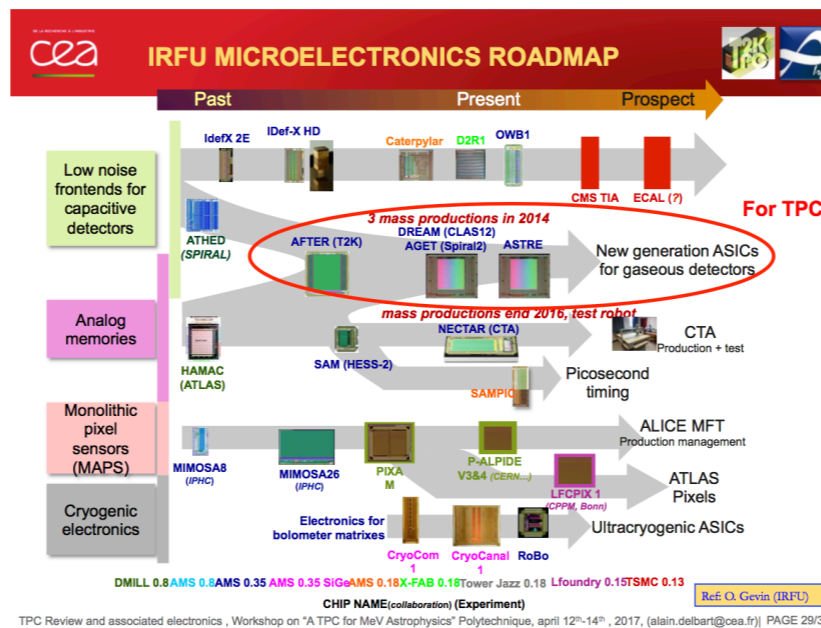 DE LA RECHERCHE À L'INDUSTRIE
cea
IRFU MICROELECTRONICS ROADMAP
T2K
Past
Present
Prospect
IdefX 2E
IDef-X HD
Caterpylar
D2R1
OWB1
Low noise
frontends for
capacitive
detectors
CMS TIA
ECAL (?)
For TPC
ATHED
(SPIRAL)
3 mass productions in 2014
AFTER (T2K)
DREAM (CLAS12)
AGET (Spiral2)
ASTRE
New generation ASICs
for gaseous detectors
mass productions end 2016, test robot
Analog
memories
HAMAC
(ATLAS)
SAM (HESS-2)
NECTAR (CTA)
CTA
Production + test
SAMPIC
Picosecond
timing
Monolithic
pixel
sensors
(MAPS)
MIMOSA8
(IPHC)
MIMOSA26
(IPHC)
PIXA
M
P-ALPIDE
V3&4 (CERN...)
ALICE MFT
Production management
LFCPIX 1
(CPPM, Bonn)
ATLAS
Pixels
Cryogenic
electronics
Electronics for
bolometer matrixes
CryoCom
1
CryoCanal
1
RoBo
Ultracryogenic ASICs
DMILL 0.8 AMS 0.8 AMS 0.35 AMS 0.35 SiGe AMS 0.18 X-FAB 0.18 Tower Jazz 0.18 Lfoundry 0.15 TSMC 0.13
CHIP NAME(collaboration) (Experiment)
Ref: O. Gevin (IRFU)
TPC Review and associated electronics , Workshop on "A TPC for MeV Astrophysics" Polytechnique, april 12th-14th , 2017, (alain.delbart@cea.fr)| PAGE 29/3